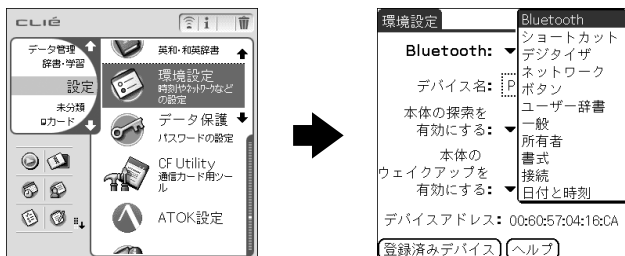 CLIÉ
i
データ管理
辞書・学習
設定
未分類
ロカード
英和・和英辞書
環境設定
時刻やネットワークなど
の設定
データ保護
パスワードの設定
CF Utility
通信カード用ツー
ル
ATOK設定
環境設定
Bluetooth:
デバイス名: P
本体の探索を
有効にする:
本体の
ウェイクアップを
有効にする:
デバイスアドレス: 00:60:57:04:16:CA
登録済みデバイス ヘルプ
Bluetooth
ショートカット
デジタイザ
ネットワーク
ボタン
ユーザー辞書
一般
所有者
書式
接続
日付と時刻